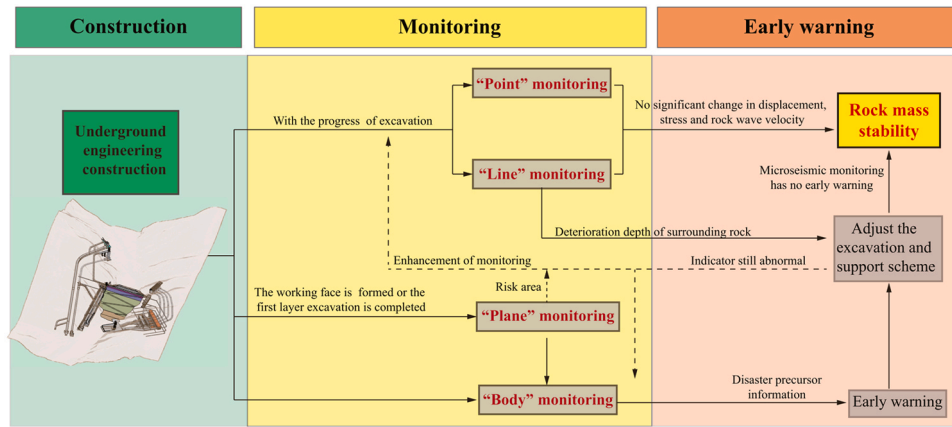 Construction
Monitoring
Early warning
Underground
engineering
construction
With the progress of excavation
“Point” monitoring
“Line” monitoring
No significant change in displacement,
stress and rock wave velocity
Rock mass
stability
Microseismic monitoring
has no early warning
Deterioration depth of surrounding rock
Adjust the
excavation and
support scheme
Enhancement of monitoring
Indicator still abnormal
Risk area
The working face is formed or the
first layer excavation is completed
“Plane” monitoring
“Body” monitoring
Disaster precursor
information
Early warning